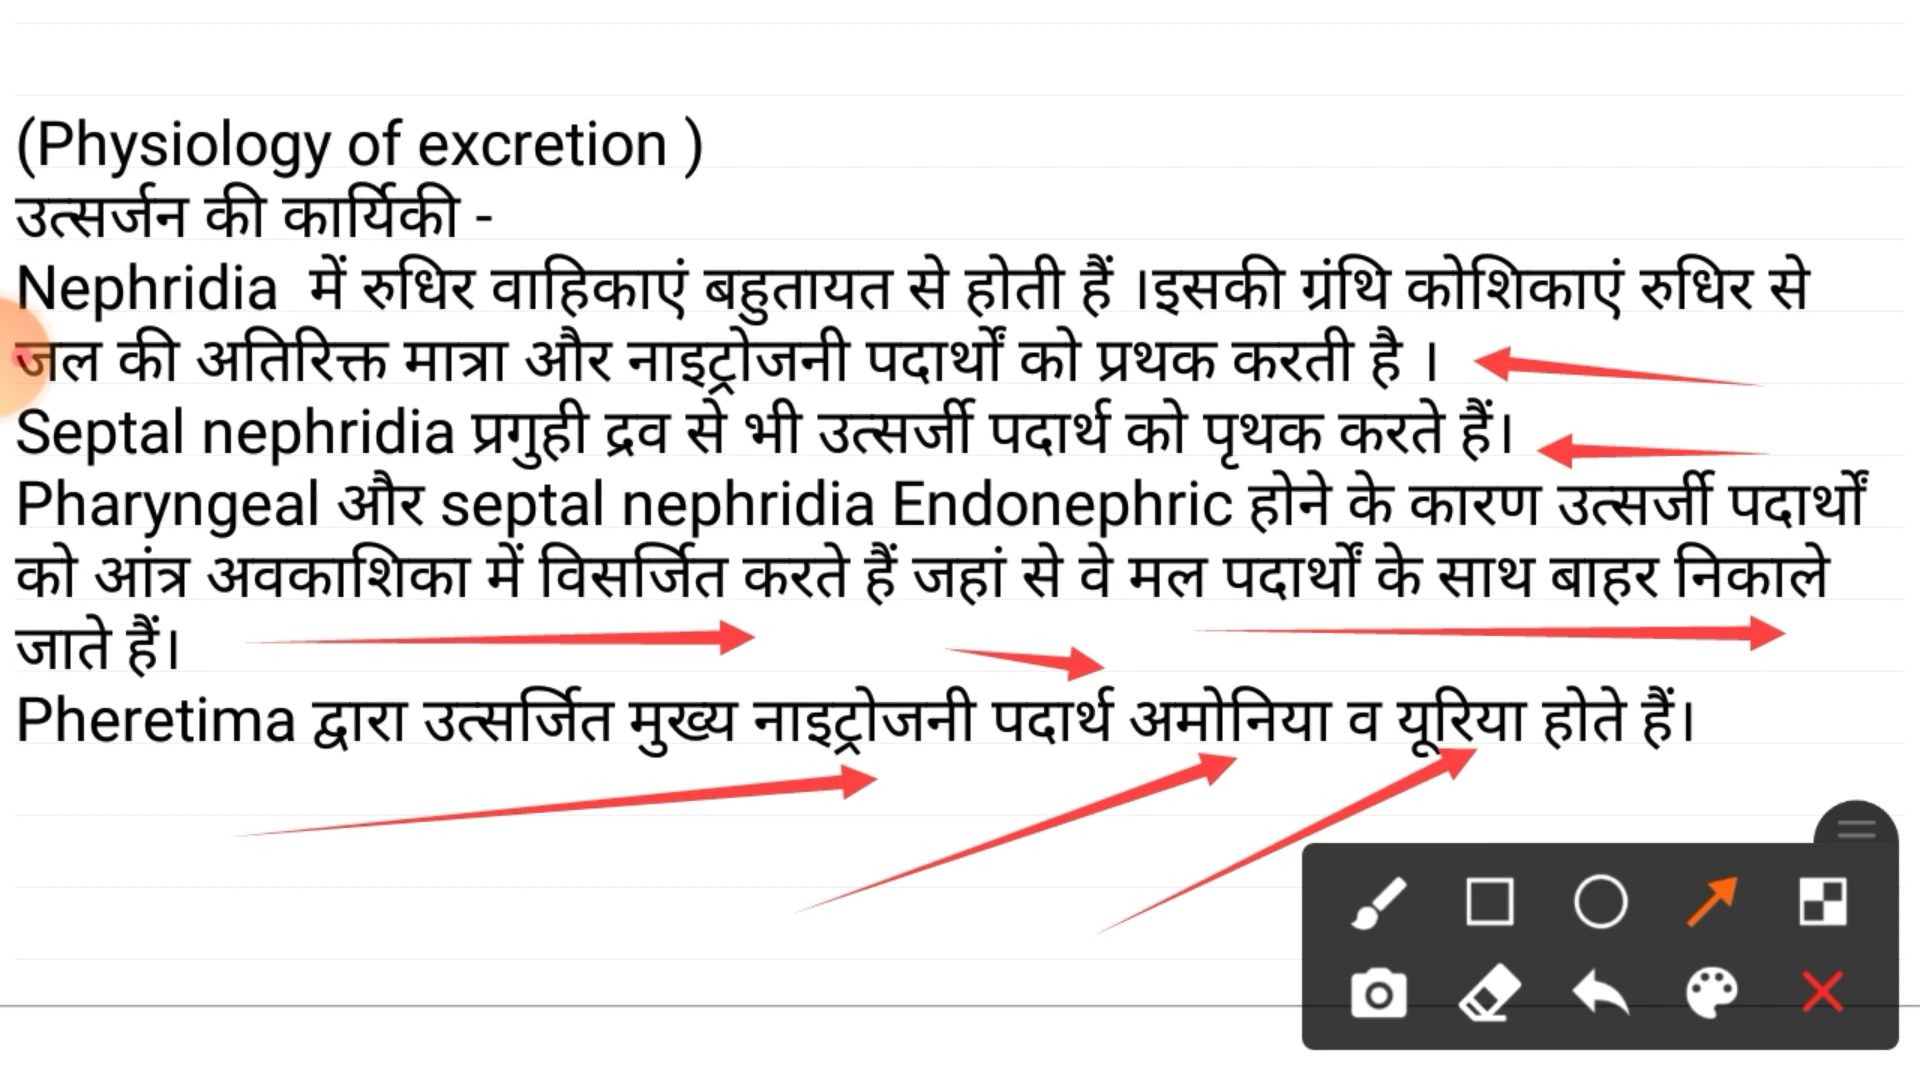 (Physiology of excretion )
उत्सर्जन की कार्यिकी -
Nephridia में रुधिर वाहिकाएं बहुतायत से होती हैं ।इसकी ग्रंथि कोशिकाएं रुधिर से
जल की अतिरिक्त मात्रा और नाइट्रोजनी पदार्थों को प्रथक करती है ।
Septal nephridia प्रगुही द्रव से भी उत्सर्जी पदार्थ को पृथक करते हैं।
Pharyngeal और septal nephridia Endonephric होने के कारण उत्सर्जी पदार्थों
को आंत्र अवकाशिका में विसर्जित करते हैं जहां से वे मल पदार्थों के साथ बाहर निकाले
जाते हैं।
Pheretima द्वारा उत्सर्जित मुख्य नाइट्रोजनी पदार्थ अमोनिया व यूरिया होते हैं।